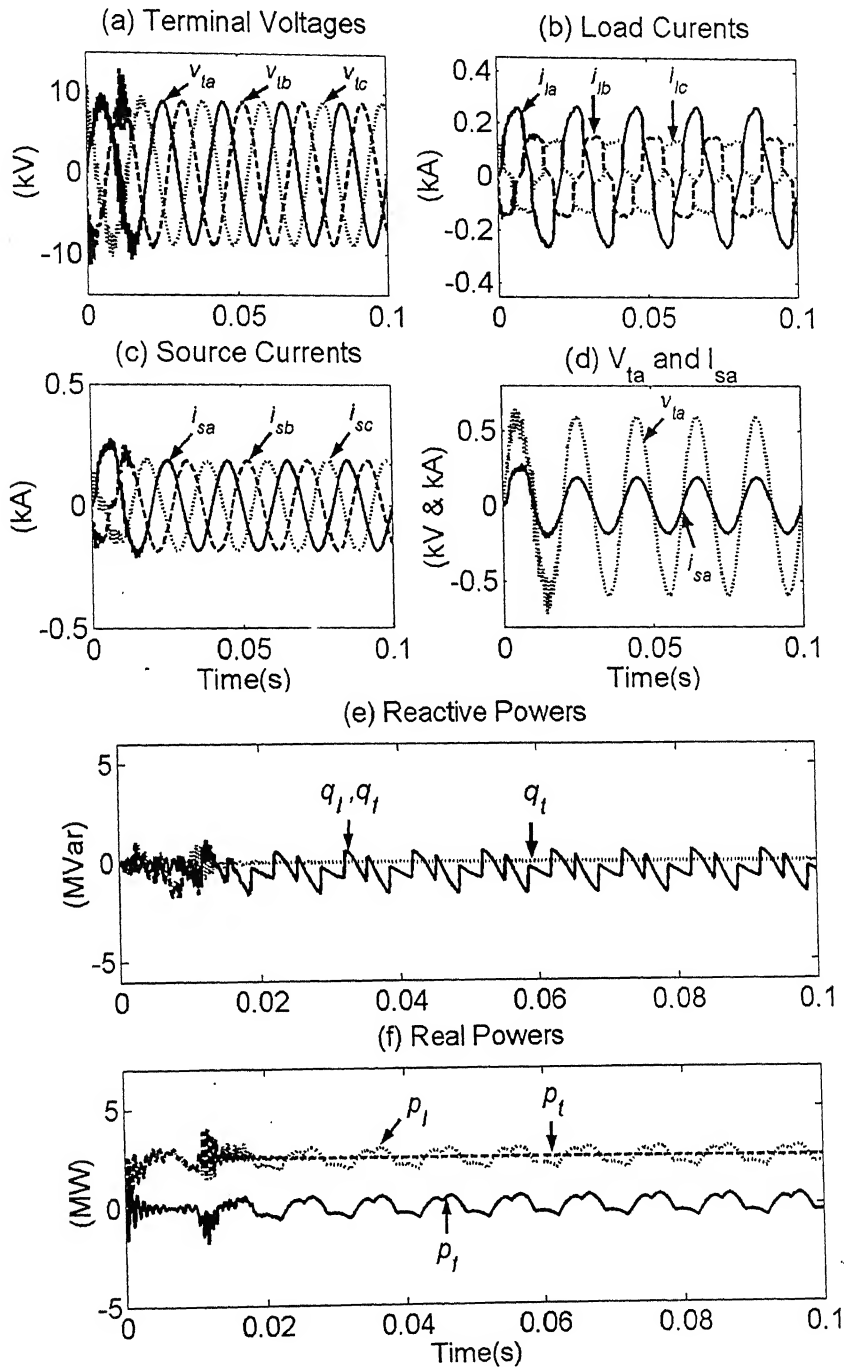 (a) Terminal Voltages
(kV)
10
0
-10
v_ta
v_tb
v_tc
0
0.05
0.1
(b) Load Curents
(kA)
0.4
0.2
0
-0.2
-0.4
i_la
i_lb
i_lc
0
0.05
0.1
(c) Source Currents
(kA)
0.5
0
-0.5
i_sa
i_sb
i_sc
0
0.05
0.1
Time(s)
(d) V_ta and I_sa
(kV & kA)
0.5
0
-0.5
v_ta
i_sa
0
0.05
0.1
Time(s)
(e) Reactive Powers
(MVar)
5
0
-5
q_l, q_f
q_t
0
0.02
0.04
0.06
0.08
0.1
(f) Real Powers
(MW)
5
0
-5
p_l
p_t
p_f
0
0.02
0.04
0.06
0.08
0.1
Time(s)